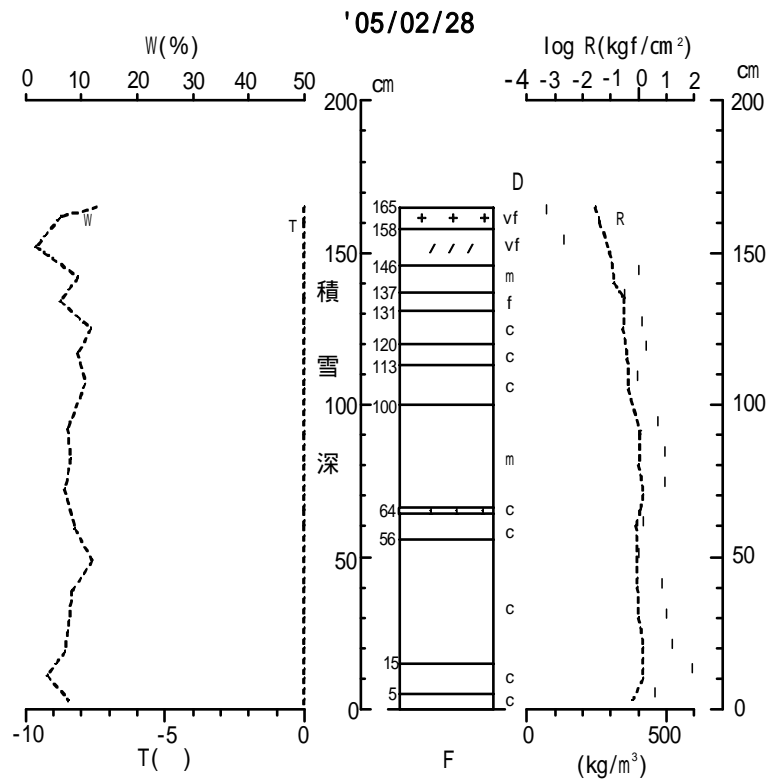 '05/02/28
W(%)
log R(kgf/cm²)
0 10 20 30 40 50
cm
-4 -3 -2 -1 0 1 2
cm
200
200
D
165
vf
W
T
R
158
vf
150
150
146
m
137
f
131
c
120
c
113
c
100
100
100
積
雪
深
m
64
c
c
56
50
50
c
15
c
5
c
0
0
-10 -5 0
T( )
F
0 500
(kg/m³)